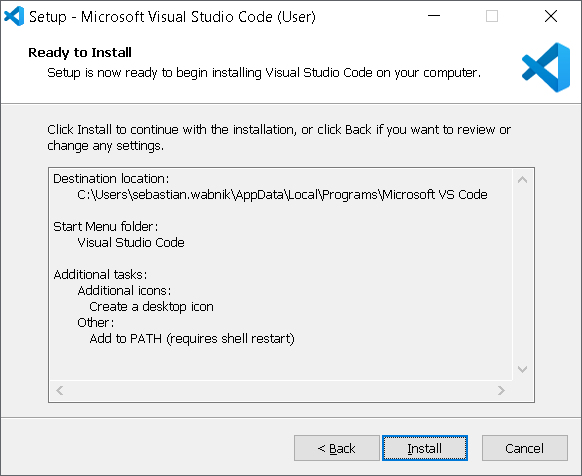 Setup - Microsoft Visual Studio Code (User)
Ready to Install
Setup is now ready to begin installing Visual Studio Code on your computer.
Click Install to continue with the installation, or click Back if you want to review or
change any settings.
Destination location:
C:\Users\sebastian.wabnik\AppData\Local\Programs\Microsoft VS Code
Start Menu folder:
Visual Studio Code
Additional tasks:
Additional icons:
Create a desktop icon
Other:
Add to PATH (requires shell restart)
< Back
Install
Cancel